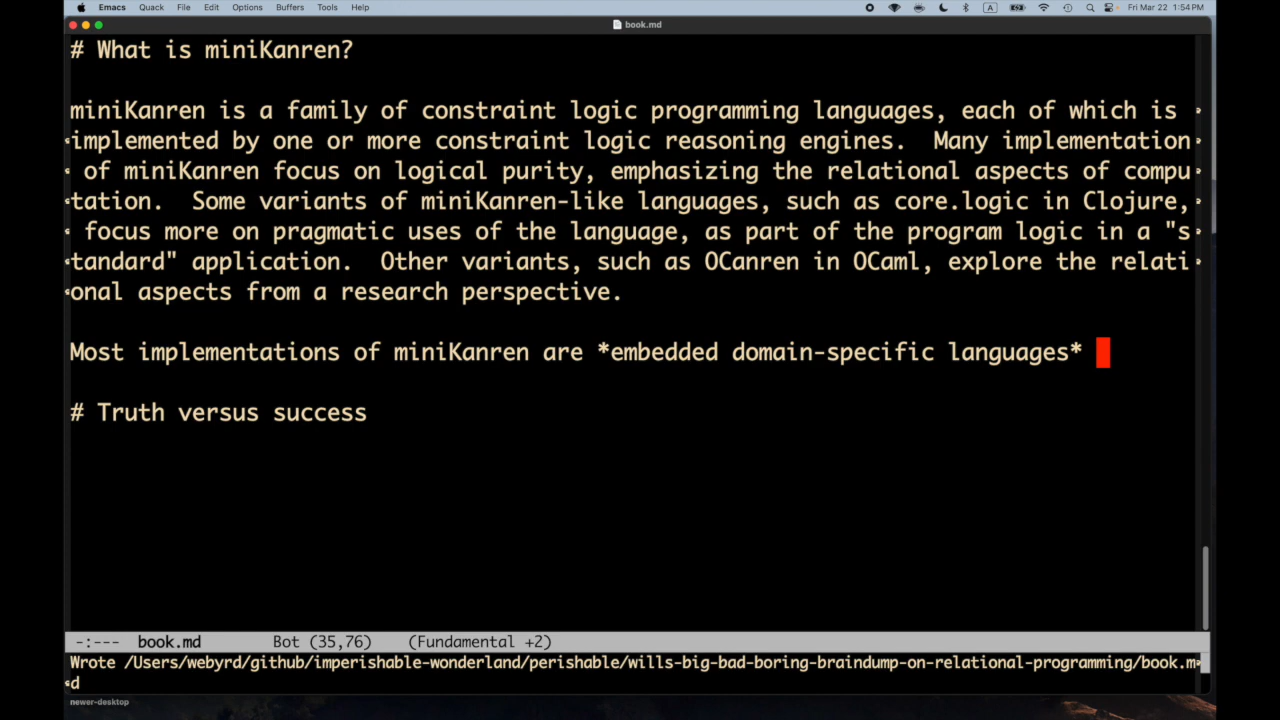 Emacs Quack File Edit Options Buffers Tools Help A Fri Mar 22 1:54 PM
book.md
# What is miniKanren?
miniKanren is a family of constraint logic programming languages, each of which is
implemented by one or more constraint logic reasoning engines.  Many implementation
 of miniKanren focus on logical purity, emphasizing the relational aspects of compu
tation.  Some variants of miniKanren-like languages, such as core.logic in Clojure,
 focus more on pragmatic uses of the language, as part of the program logic in a "s
tandard" application.  Other variants, such as OCanren in OCaml, explore the relati
onal aspects from a research perspective.
Most implementations of miniKanren are *embedded domain-specific languages*
# Truth versus success
-:---  book.md       Bot (35,76)    (Fundamental +2)
Wrote /Users/webyrd/github/imperishable-wonderland/perishable/wills-big-bad-boring-braindump-on-relational-programming/book.m
d
newer-desktop